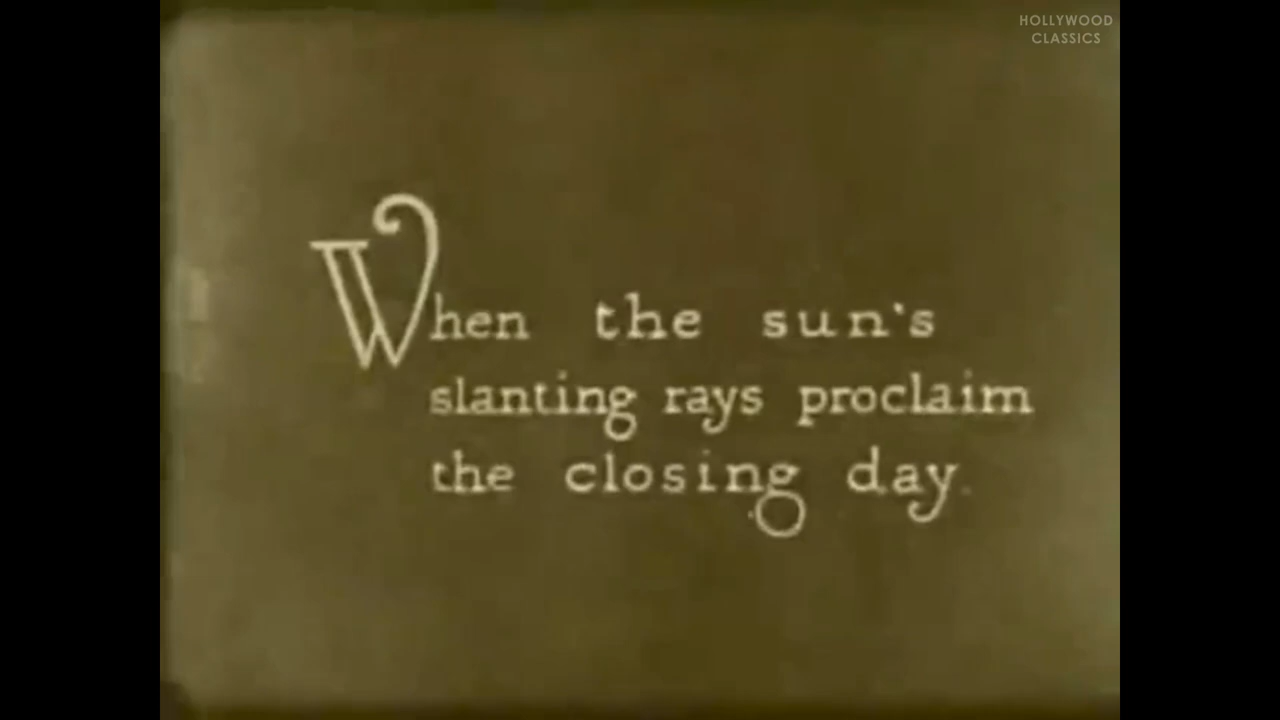 HOLLYWOOD
CLASSICS
When the sun's
slanting rays proclaim
the closing day.